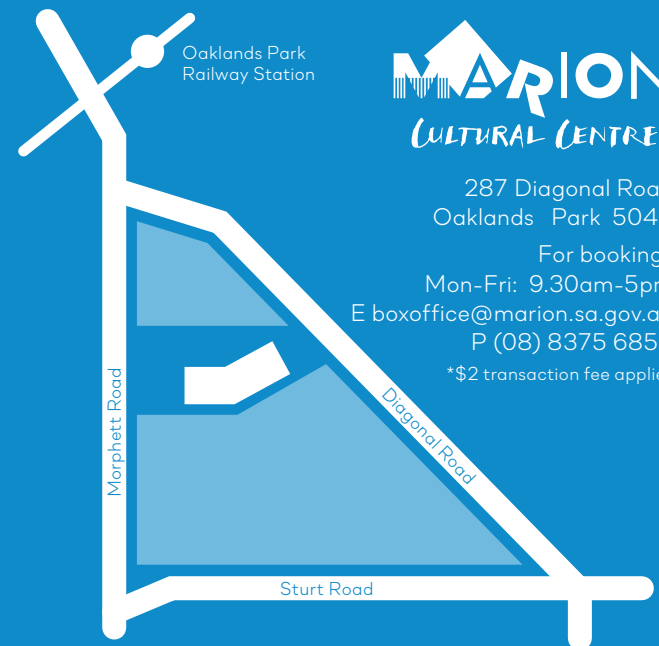 Oaklands Park
Railway Station
MARION
CULTURAL CENTRE
287 Diagonal Roa
Oaklands Park 504
For booking
Mon-Fri: 9.30am-5p
E boxoffice@marion.sa.gov.a
P (08) 8375 685
*$2 transaction fee applie
Morphett Road
Diagonal Road
Sturt Road